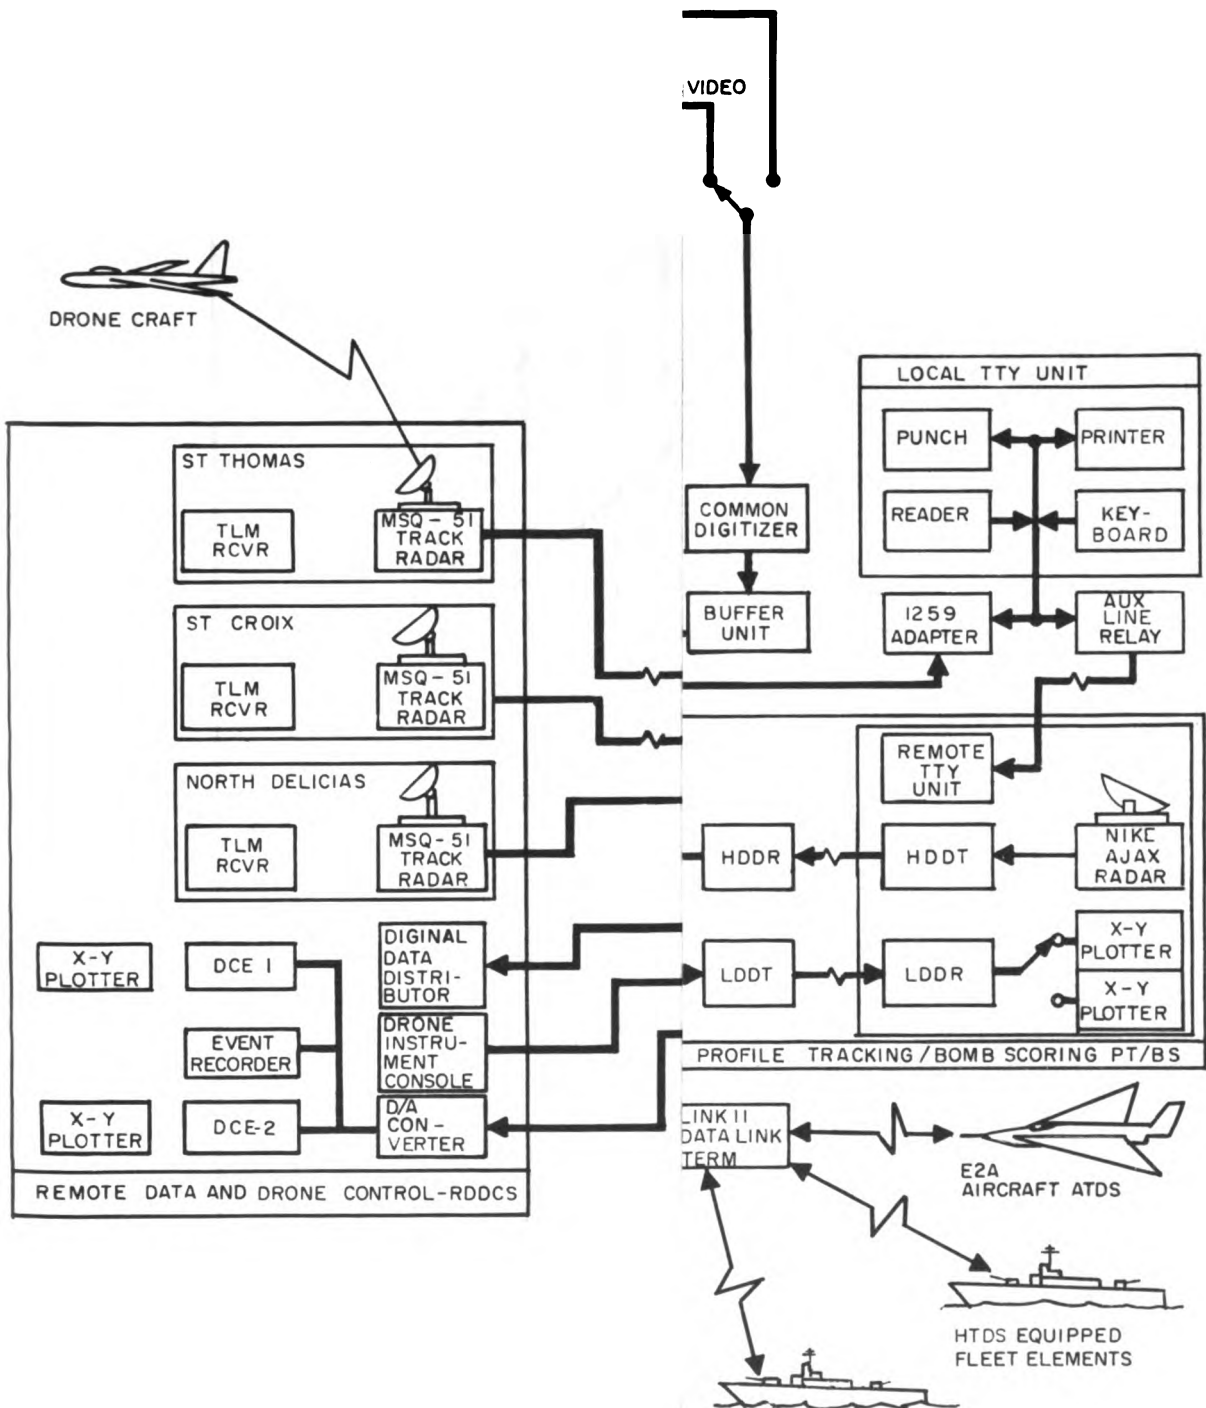 VIDEO
DRONE CRAFT
ST THOMAS
TLM
RCVR
MSQ-51
TRACK
RADAR
ST CROIX
TLM
RCVR
MSQ-51
TRACK
RADAR
NORTH DELICIAS
TLM
RCVR
MSQ-51
TRACK
RADAR
X-Y
PLOTTER
DCE 1
DIGINAL
DATA
DISTRI-
BUTOR
EVENT
RECORDER
DRONE
INSTRU-
MENT
CONSOLE
X-Y
PLOTTER
DCE-2
D/A
CON-
VERTER
REMOTE DATA AND DRONE CONTROL-RDDCS
COMMON
DIGITIZER
BUFFER
UNIT
LOCAL TTY UNIT
PUNCH
PRINTER
READER
KEY-
BOARD
1259
ADAPTER
AUX
LINE
RELAY
REMOTE
TTY
UNIT
HDDR
HDDT
NIKE
AJAX
RADAR
LDDT
LDDR
X-Y
PLOTTER
X-Y
PLOTTER
PROFILE TRACKING/BOMB SCORING PT/BS
LINK II
DATA LINK
TERM
E2A
AIRCRAFT ATDS
HTDS EQUIPPED
FLEET ELEMENTS